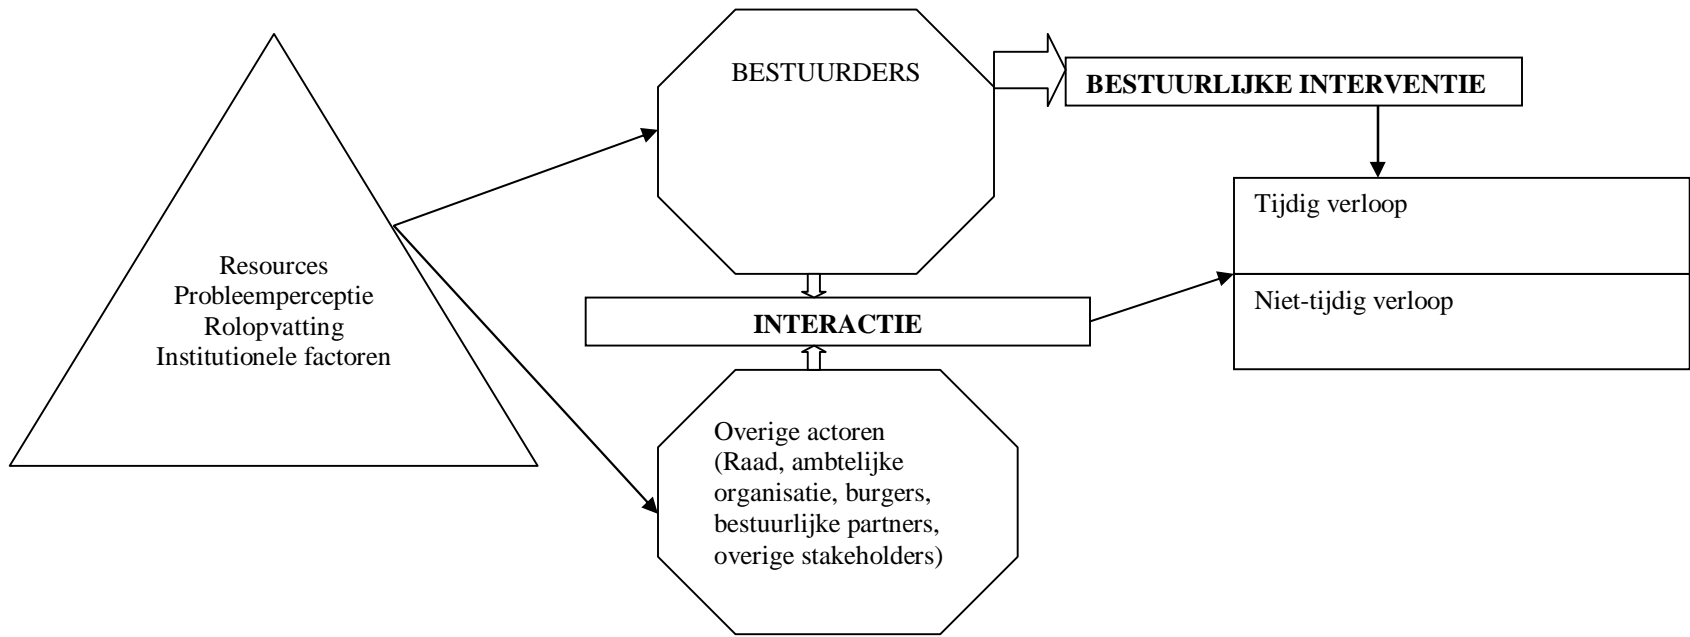 BESTUURDERS
BESTUURLIJKE INTERVENTIE
Tijdig verloop
Niet-tijdig verloop
Resources
Probleemperceptie
Rolopvatting
Institutionele factoren
INTERACTIE
Overige actoren
(Raad, ambtelijke
organisatie, burgers,
bestuurlijke partners,
overige stakeholders)